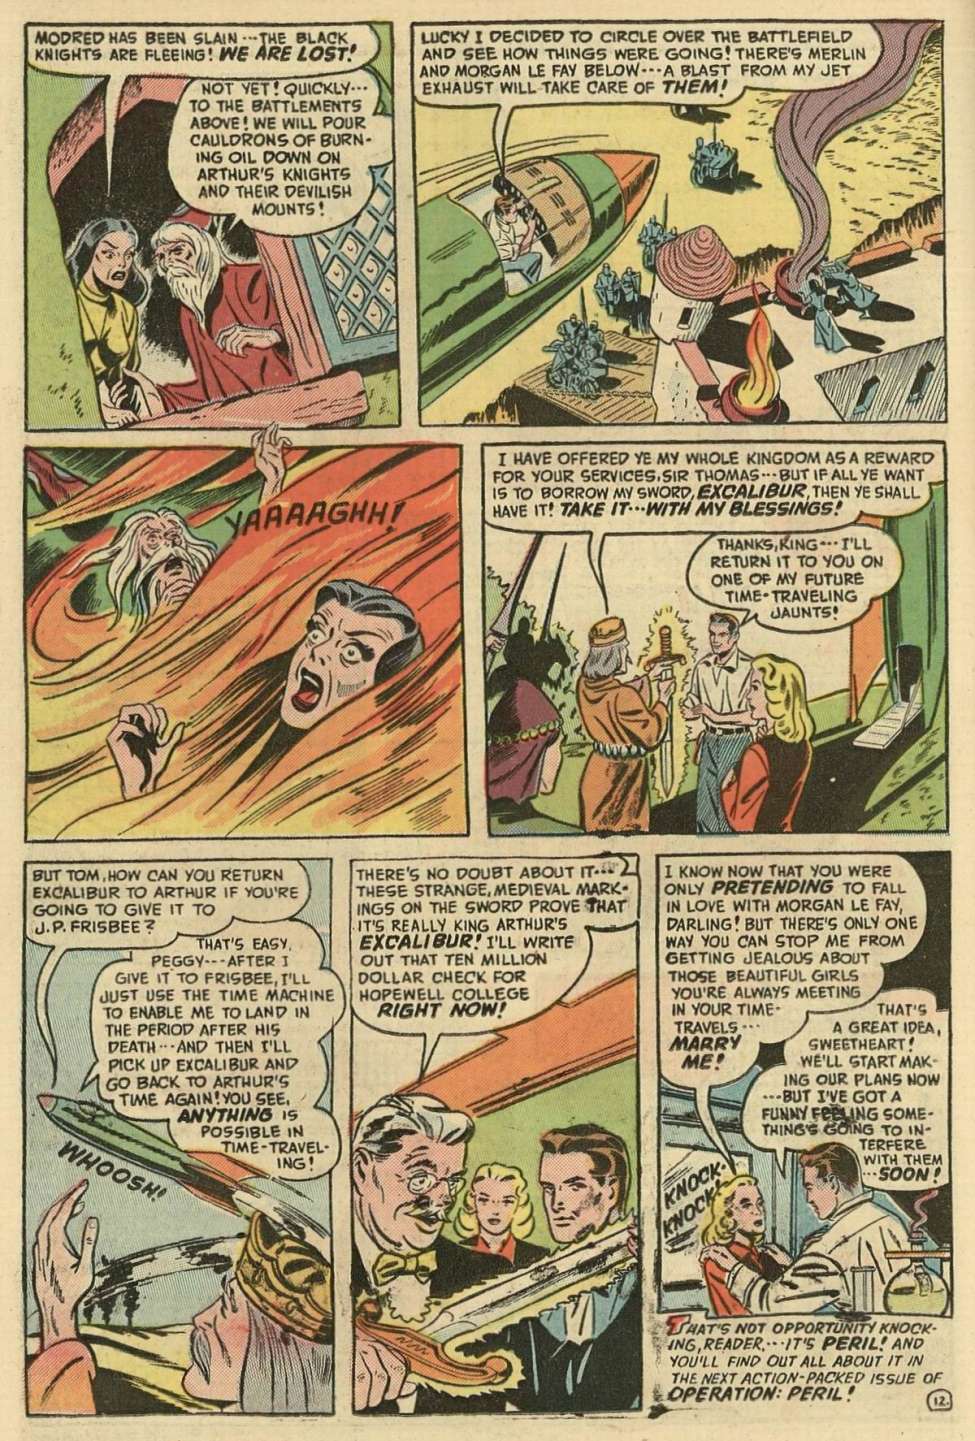 MODRED HAS BEEN SLAIN...THE BLACK
KNIGHTS ARE FLEEING! WE ARE LOST!
NOT YET! QUICKLY...
TO THE BATTLEMENTS
ABOVE! WE WILL POUR
CAULDRONS OF BURN-
ING OIL DOWN ON
ARTHUR'S KNIGHTS
AND THEIR DEVILISH
MOUNTS!
LUCKY I DECIDED TO CIRCLE OVER THE BATTLEFIELD
AND SEE HOW THINGS WERE GOING! THERE'S MERLIN
AND MORGAN LE FAY BELOW...A BLAST FROM MY JET
EXHAUST WILL TAKE CARE OF THEM!
YAAAAGHH!
I HAVE OFFERED YE MY WHOLE KINGDOM AS A REWARD
FOR YOUR SERVICES, SIR THOMAS...BUT IF ALL YE WANT
IS TO BORROW MY SWORD, EXCALIBUR, THEN YE SHALL
HAVE IT! TAKE IT...WITH MY BLESSINGS!
THANKS, KING...I'LL
RETURN IT TO YOU ON
ONE OF MY FUTURE
TIME-TRAVELING
JAUNTS!
BUT TOM, HOW CAN YOU RETURN
EXCALIBUR TO ARTHUR IF YOU'RE
GOING TO GIVE IT TO
J.P. FRISBEE?
THAT'S EASY,
PEGGY...AFTER I
GIVE IT TO FRISBEE, I'LL
JUST USE THE TIME MACHINE
TO ENABLE ME TO LAND IN
THE PERIOD AFTER HIS
DEATH...AND THEN I'LL
PICK UP EXCALIBUR AND
GO BACK TO ARTHUR'S
TIME AGAIN! YOU SEE,
ANYTHING IS
POSSIBLE IN
TIME-TRAVEL-
ING!
WHOOSH!
THERE'S NO DOUBT ABOUT IT...
THESE STRANGE, MEDIEVAL MARK-
INGS ON THE SWORD PROVE THAT
IT'S REALLY KING ARTHUR'S
EXCALIBUR! I'LL WRITE
OUT THAT TEN MILLION
DOLLAR CHECK FOR
HOPEWELL COLLEGE
RIGHT NOW!
I KNOW NOW THAT YOU WERE
ONLY PRETENDING TO FALL
IN LOVE WITH MORGAN LE FAY,
DARLING! BUT THERE'S ONLY ONE
WAY YOU CAN STOP ME FROM
GETTING JEALOUS ABOUT
THOSE BEAUTIFUL GIRLS
YOU'RE ALWAYS MEETING
IN YOUR TIME-
TRAVELS...
MARRY
ME!
THAT'S
A GREAT IDEA,
SWEETHEART!
WE'LL START MAK-
ING OUR PLANS NOW
...BUT I'VE GOT A
FUNNY FEELING SOME-
THING'S GOING TO IN-
TERFERE
WITH THEM
...SOON!
KNOCK-
KNOCK!
THAT'S NOT OPPORTUNITY KNOCK-
ING, READER....IT'S PERIL! AND
YOU'LL FIND OUT ALL ABOUT IT IN
THE NEXT ACTION-PACKED ISSUE OF
OPERATION: PERIL!
12.